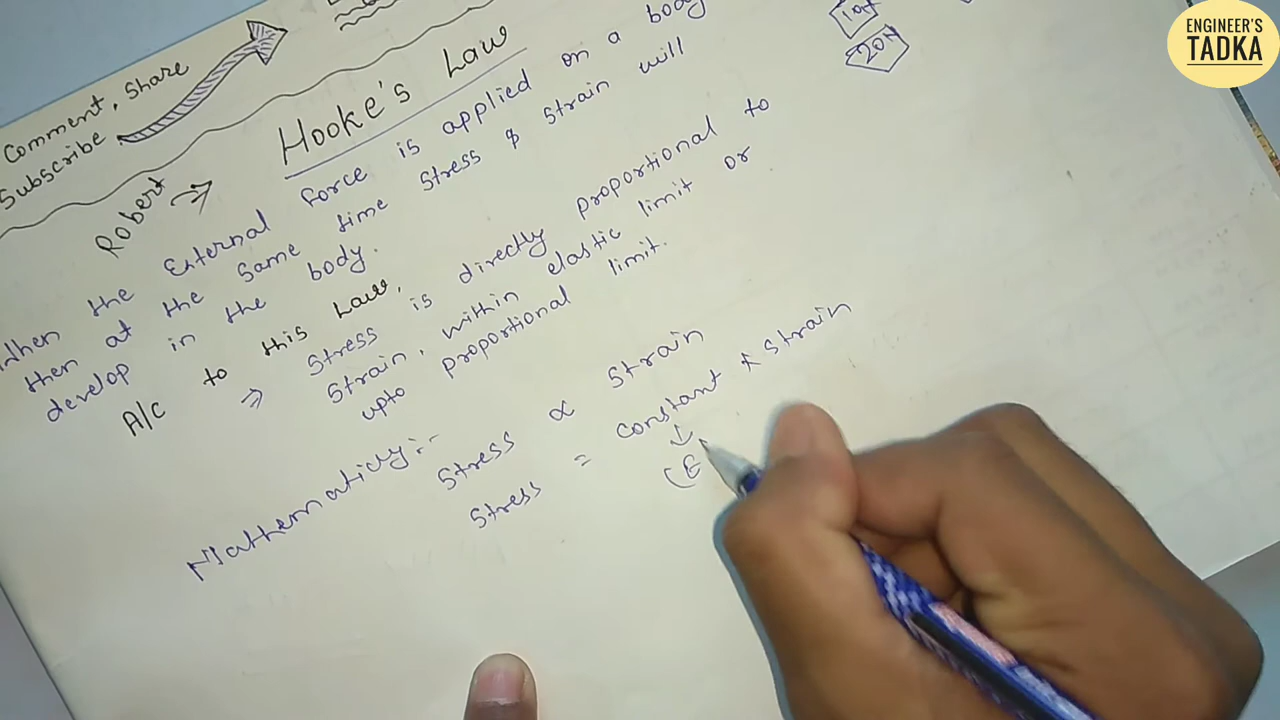 Comment, Share
Subscribe
ENGINEER'S
TADKA
10N
20N
Hooke's Law
Robert ⇒
When the External force is applied on a body
then at the same time stress & strain will
develop in the body.
A/c to this Law,
⇒ Stress is directly proportional to
Strain, within elastic limit or
upto proportional limit.
Mathematicly:-
Stress ∝ Strain
Stress = constant * strain
↓
(E